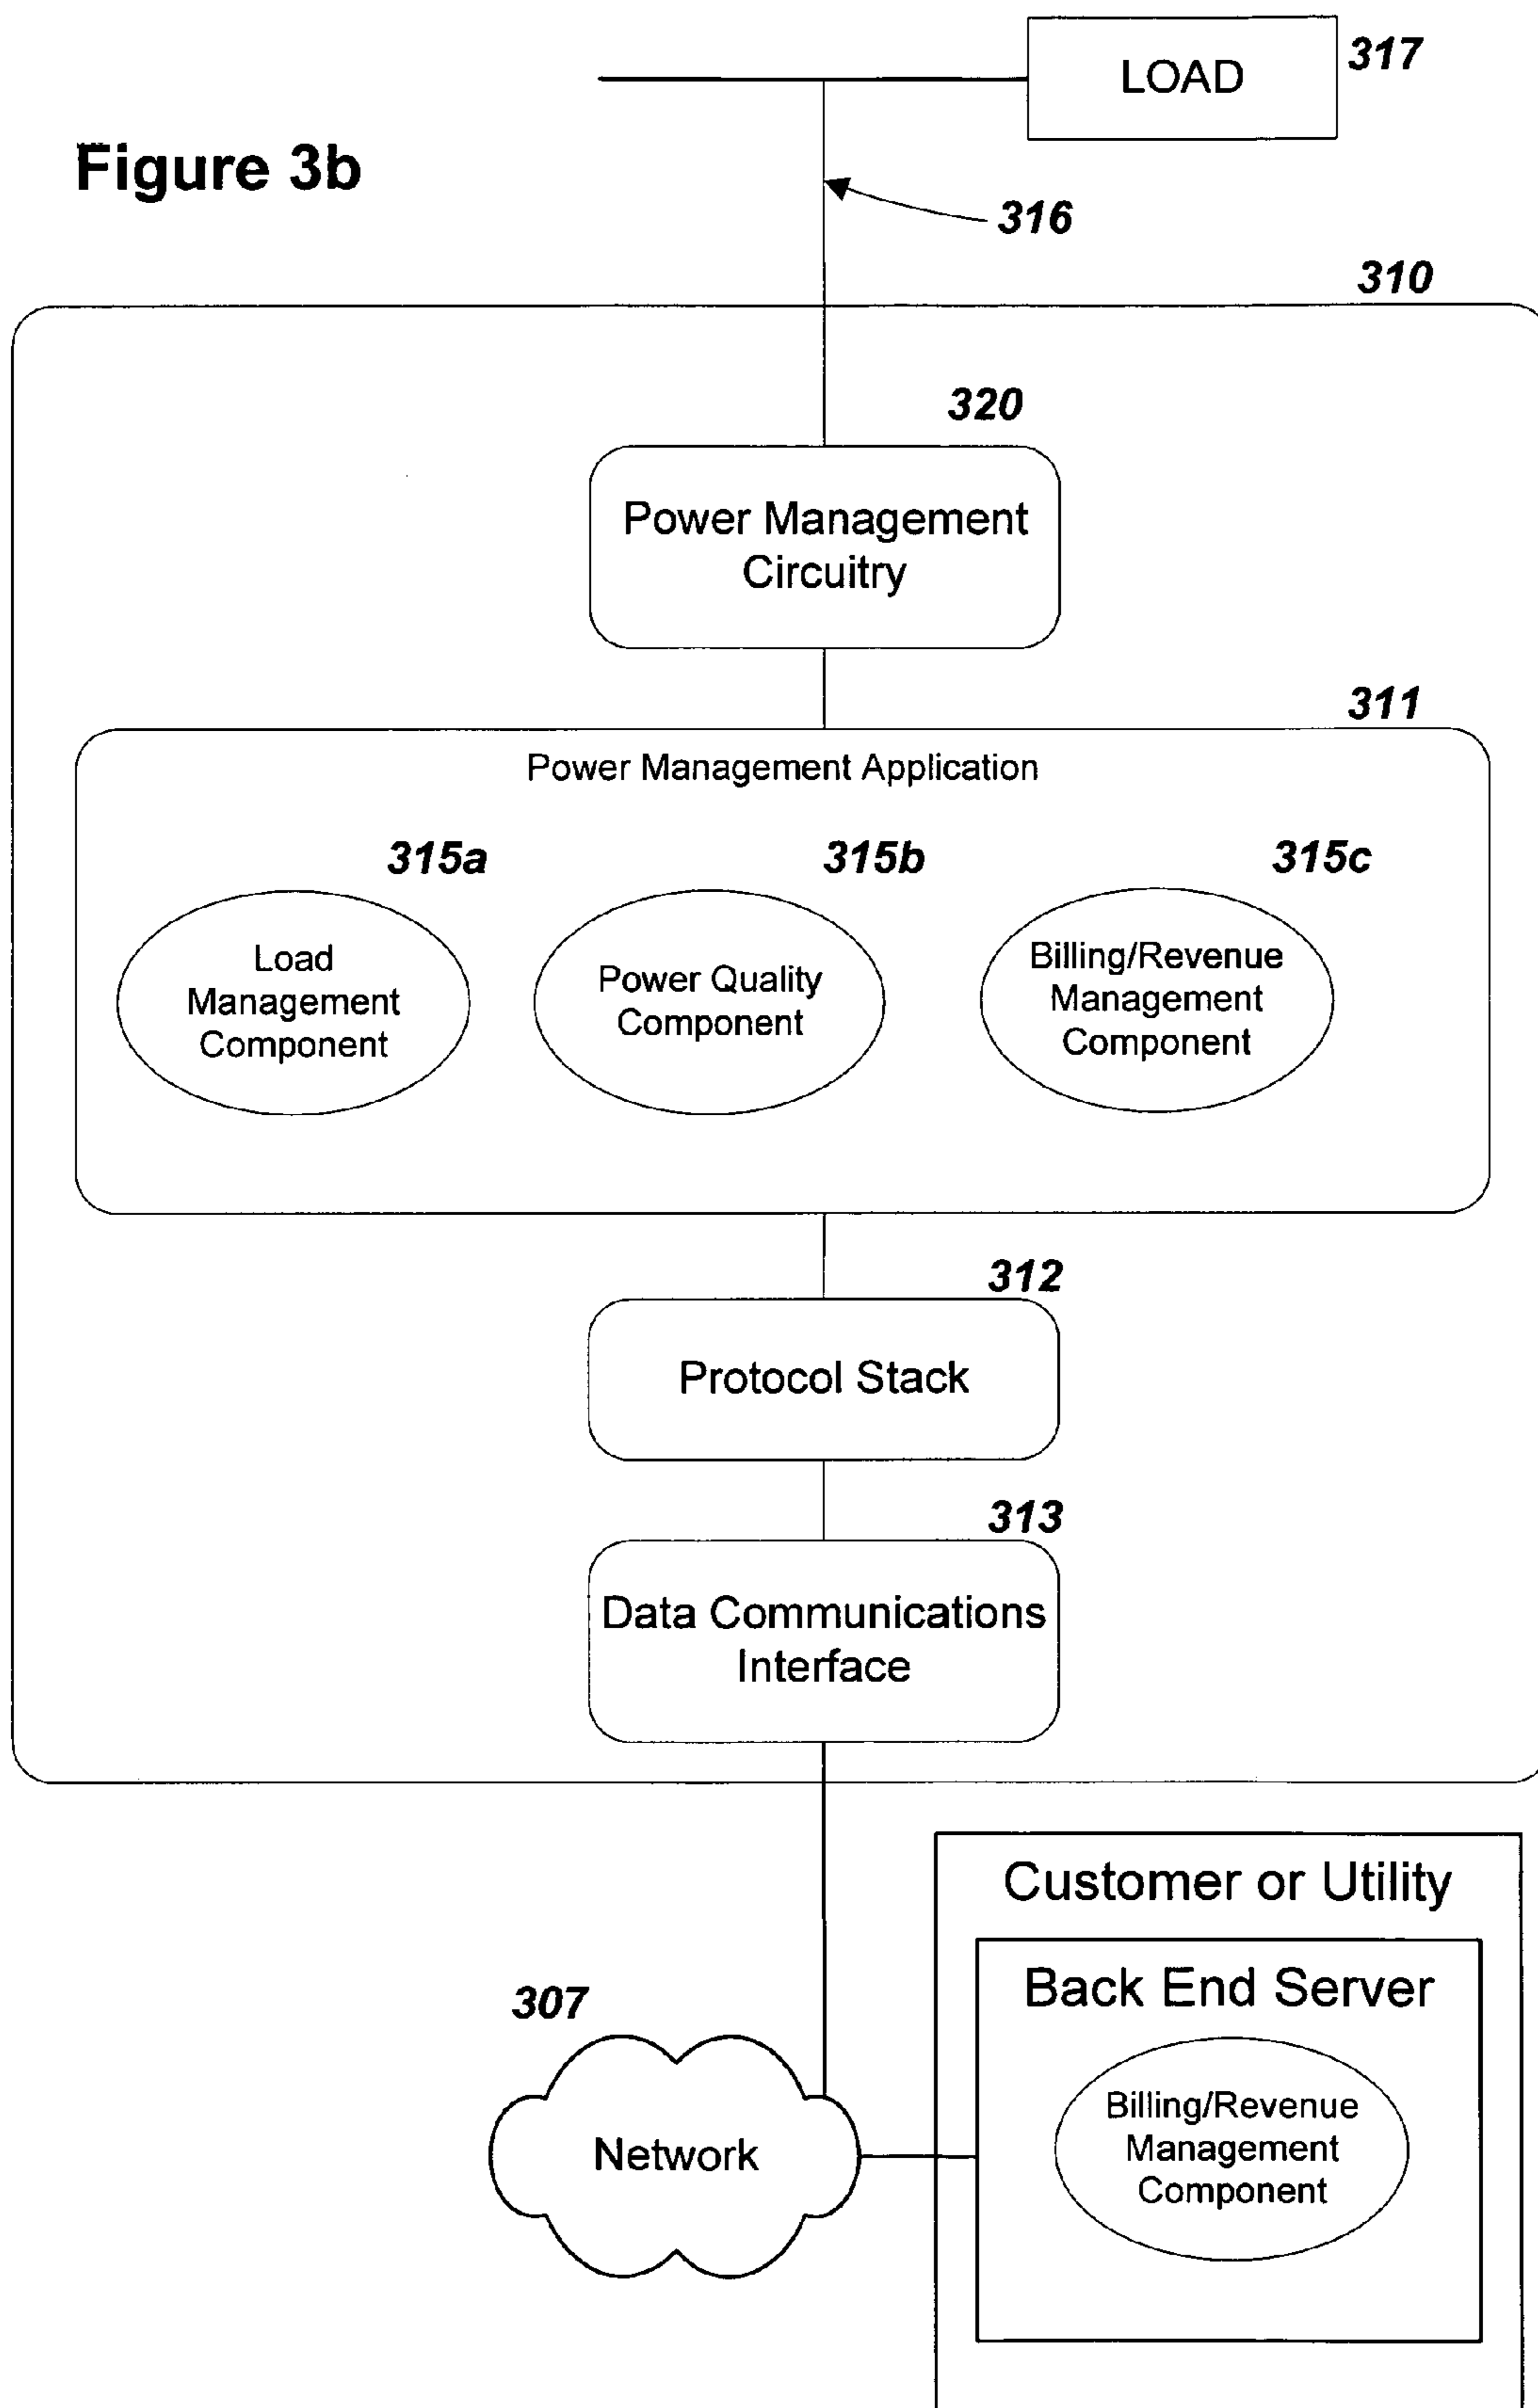 LOAD
317
Figure 3b
316
310
320
Power Management
Circuitry
311
Power Management Application
315a
315b
315c
Load
Management
Component
Power Quality
Component
Billing/Revenue
Management
Component
312
Protocol Stack
313
Data Communications
Interface
Customer or Utility
Back End Server
307
Network
Billing/Revenue
Management
Component